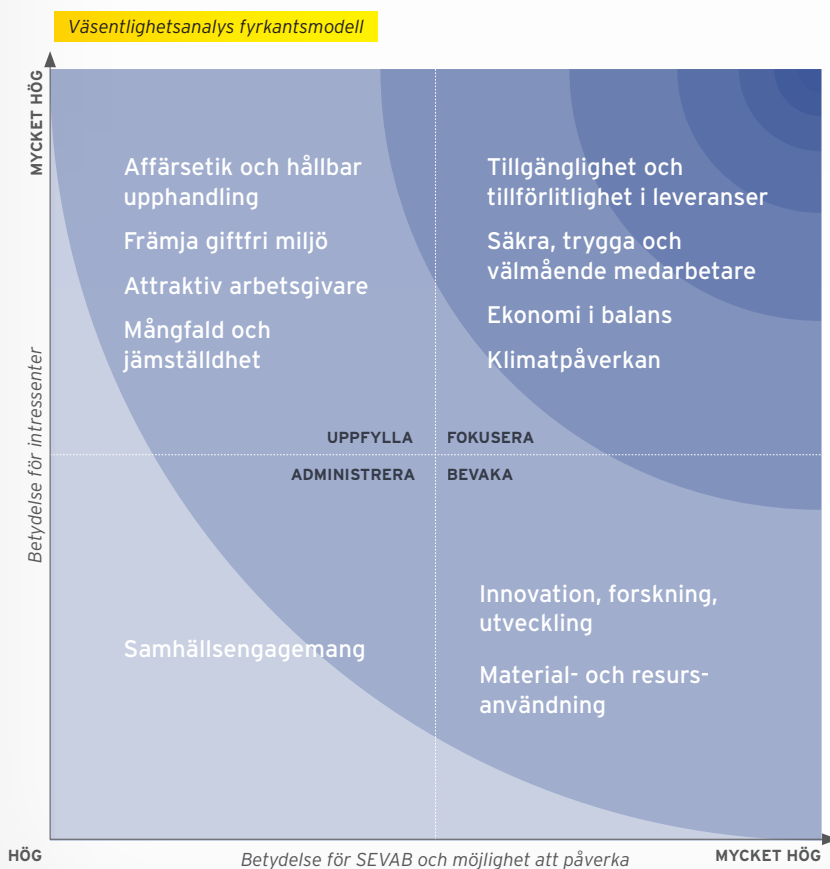 Väsentlighetsanalys fyrkantsmodell
MYCKET HÖG
Betydelse för intressenter
Affärsetik och hållbar
upphandling
Främja giftfri miljö
Attraktiv arbetsgivare
Mångfald och
jämställdhet
Tillgänglighet och
tillförlitlighet i leveranser
Säkra, trygga och
välmående medarbetare
Ekonomi i balans
Klimatpåverkan
UPPFYLLA
FOKUSERA
ADMINISTRERA
BEVAKA
Samhällsengagemang
Innovation, forskning,
utveckling
Material- och resurs-
användning
HÖG
Betydelse för SEVAB och möjlighet att påverka
MYCKET HÖG